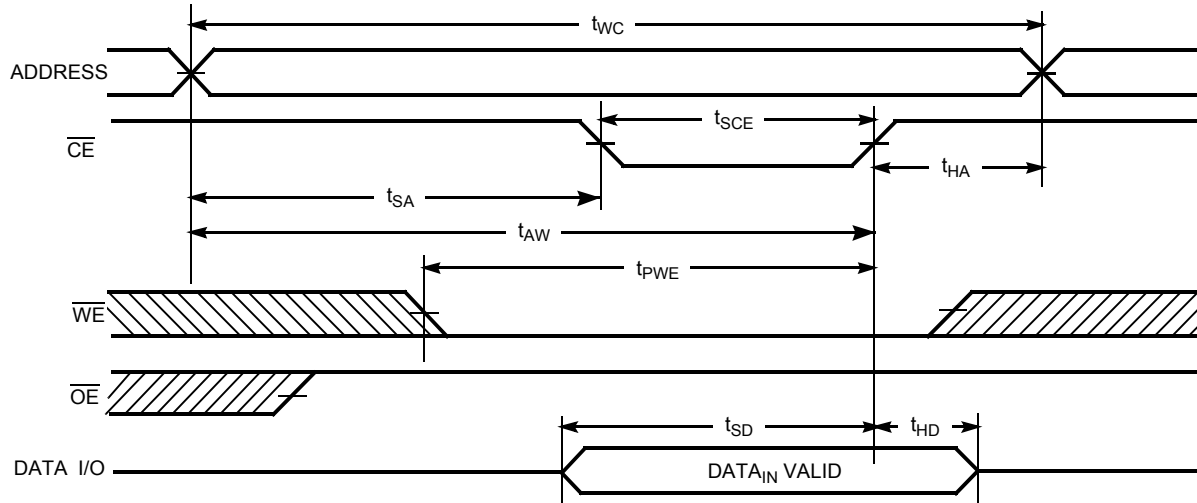 tWC
ADDRESS
CE
tSCE
tHA
tSA
tAW
tPWE
WE
OE
tSD
tHD
DATA I/O
DATAIN VALID